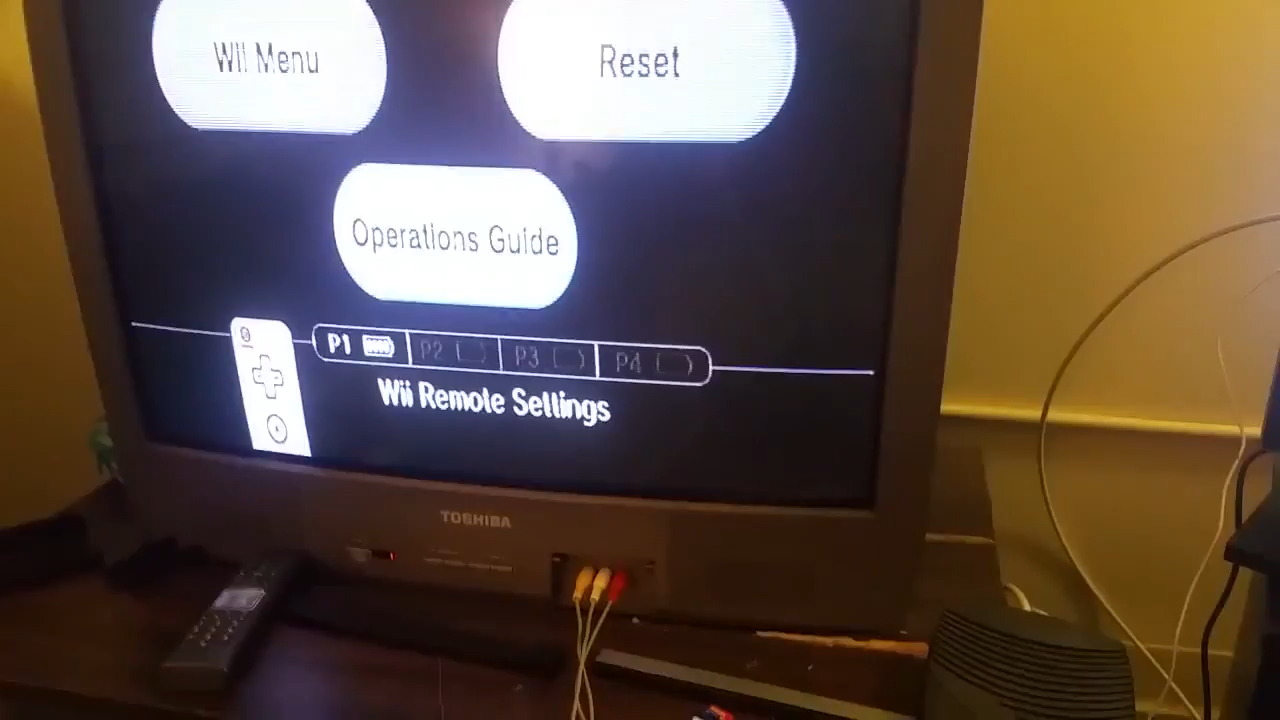 Wii Menu
Reset
Operations Guide
P1 P2 P3 P4
Wii Remote Settings
TOSHIBA